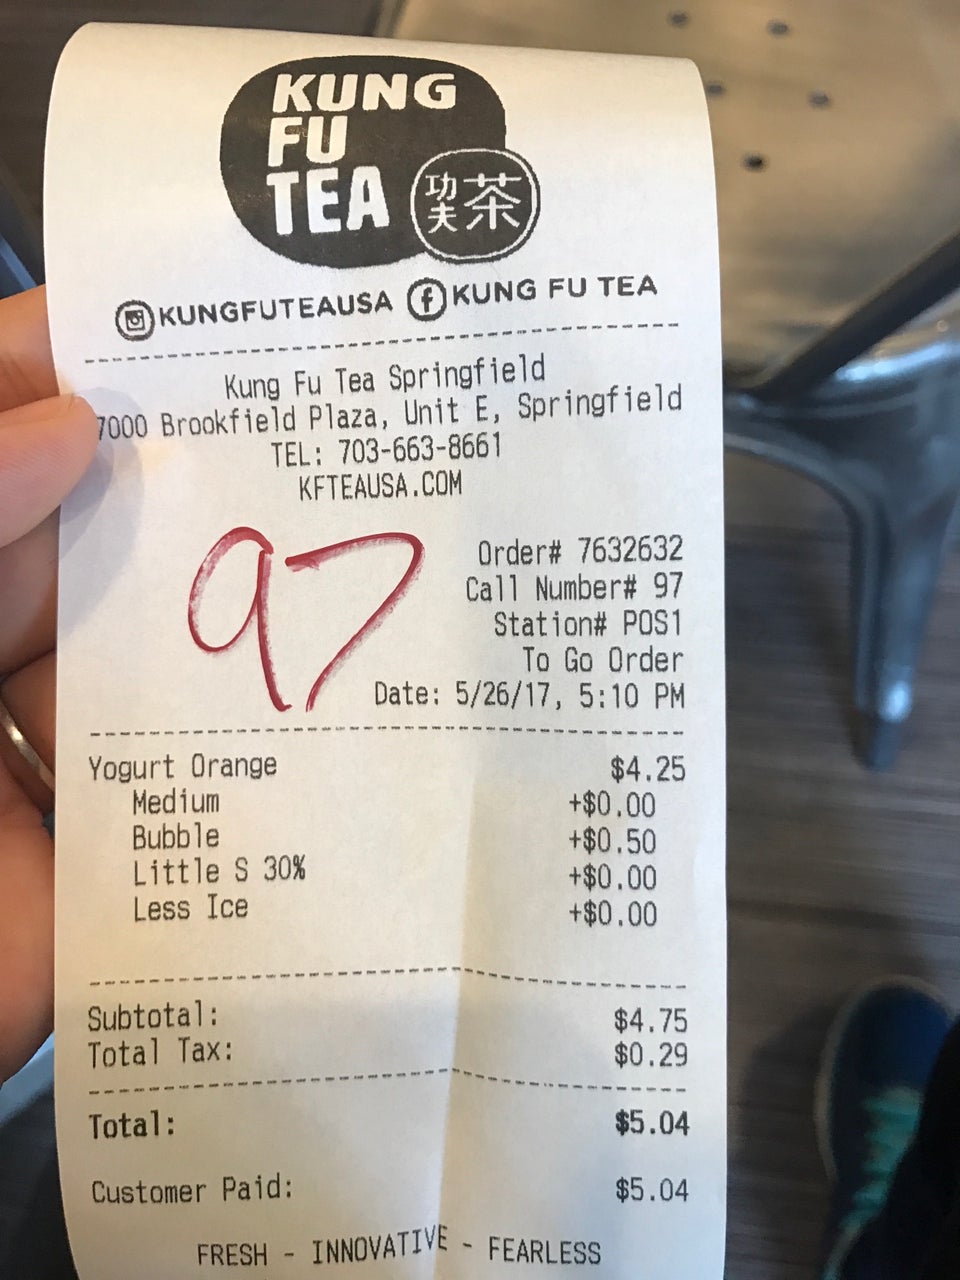 KUNG
FU
TEA
功夫茶
KUNGFUTEAUSA KUNG FU TEA
Kung Fu Tea Springfield
7000 Brookfield Plaza, Unit E, Springfield
TEL: 703-663-8661
KFTEAUSA.COM
97
Order# 7632632
Call Number# 97
Station# POS1
To Go Order
Date: 5/26/17, 5:10 PM
Yogurt Orange $4.25
Medium +$0.00
Bubble +$0.50
Little S 30% +$0.00
Less Ice +$0.00
Subtotal: $4.75
Total Tax: $0.29
Total: $5.04
Customer Paid: $5.04
FRESH - INNOVATIVE - FEARLESS